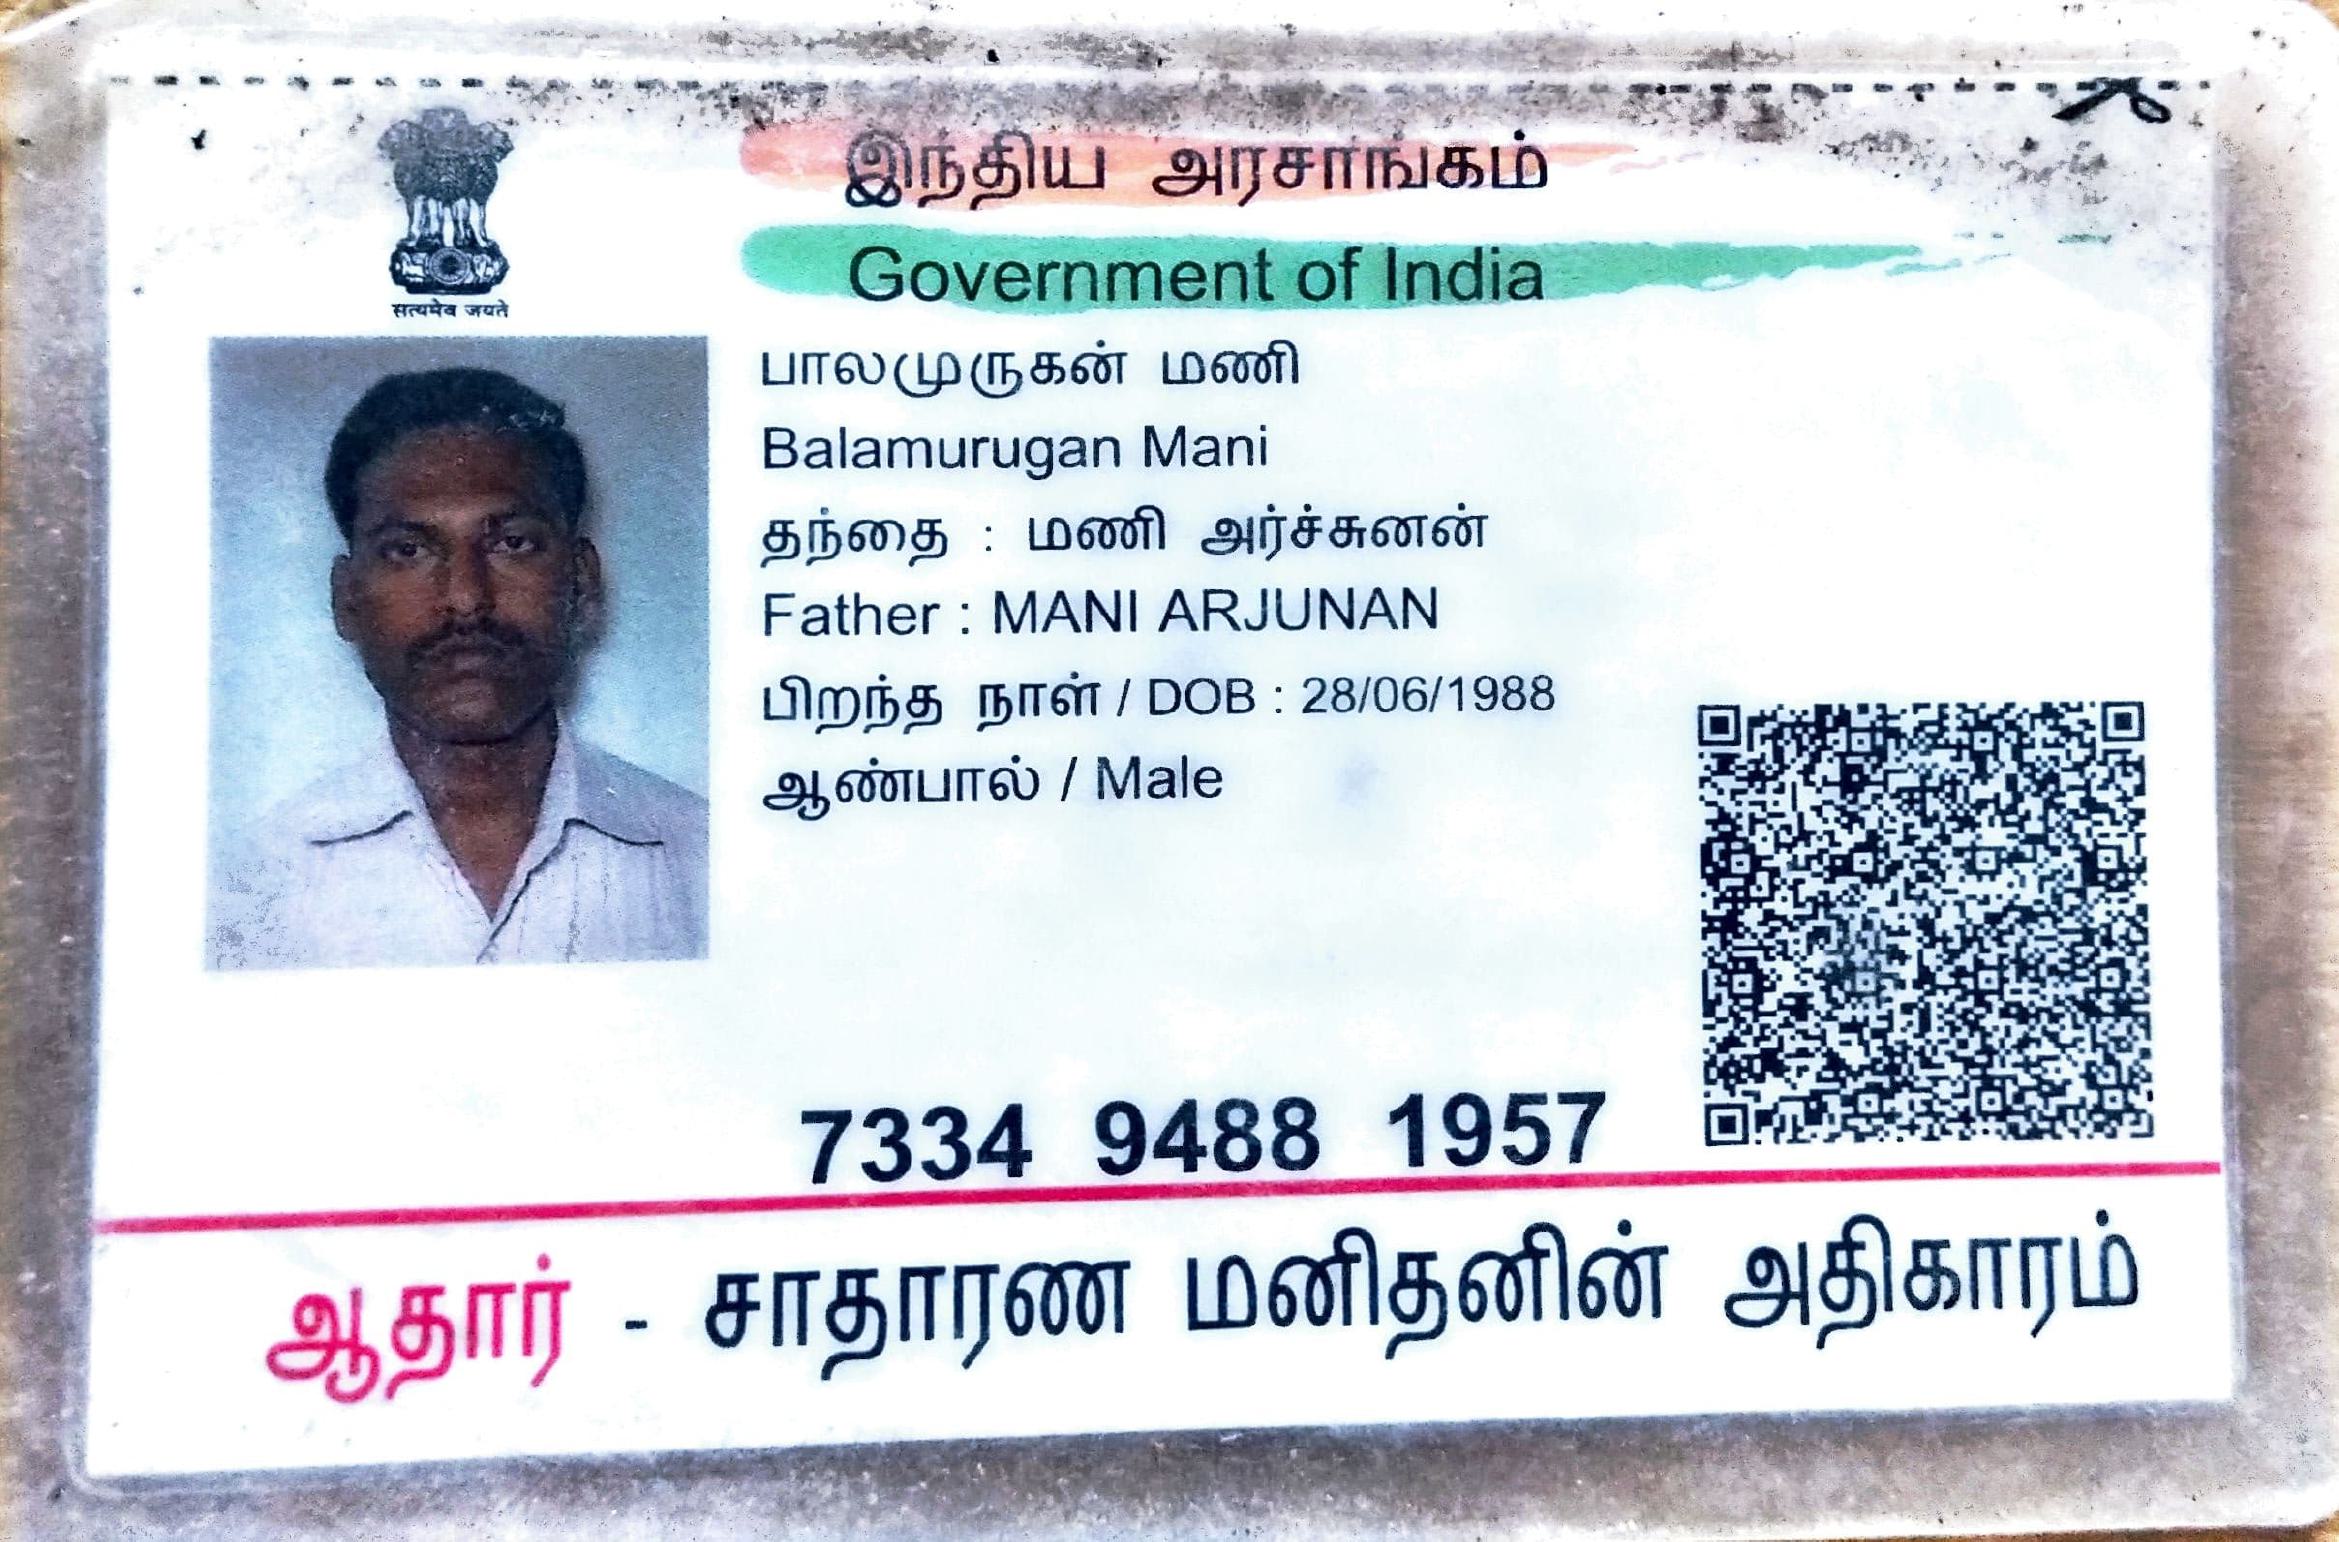 இந்திய அரசாங்கம்
Government of India
सत्यमेव जयते
பாலமுருகன் மணி
Balamurugan Mani
தந்தை : மணி அர்ச்சுனன்
Father : MANI ARJUNAN
பிறந்த நாள் / DOB : 28/06/1988
ஆண்பால் / Male
7334 9488 1957
ஆதார் - சாதாரண மனிதனின் அதிகாரம்